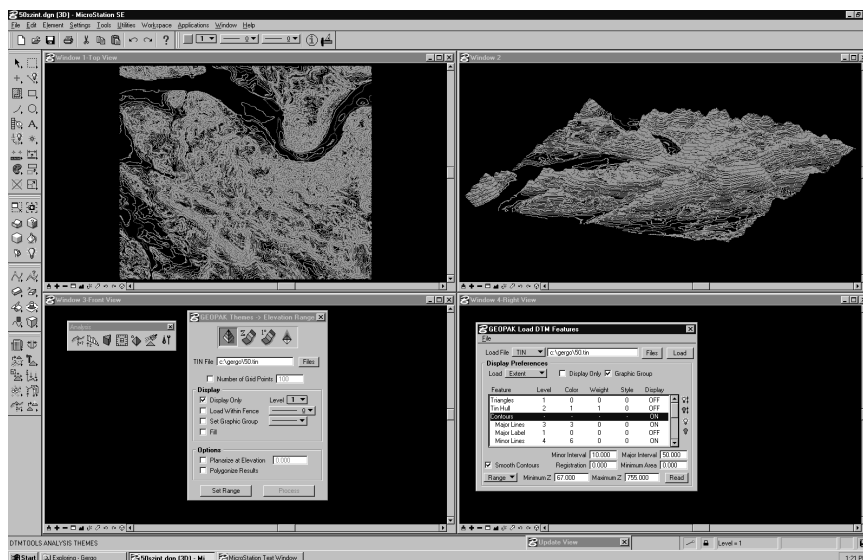 50szint.dgn (3D) - MicroStation SE
File Edit Element Settings Tools Utilities Workspace Applications Window Help
1 0 0
Window 1-Top View
Window 2
Window 3-Front View
Window 4-Right View
Analysis
GEOPAK Themes -> Elevation Range
TIN File c:\gergo\50.tin Files
Number of Grid Points 100
Display
Display Only Level 1
Load Within Fence 0
Set Graphic Group
Fill
Options
Planarize at Elevation 0.000
Polygonize Results
Set Range Process
GEOPAK Load DTM Features
File
Load File TIN c:\gergo\50.tin Files Load
Display Preferences
Load Extent Display Only Graphic Group
Feature Level Color Weight Style Display
Triangles 1 0 0 0 OFF
Tin Hull 2 1 1 0 OFF
Contours - - - - ON
Major Lines 3 3 0 0 ON
Major Label 1 0 0 0 OFF
Minor Lines 4 6 0 0 ON
Minor Interval 10.000 Major Interval 50.000
Smooth Contours Registration 0.000 Minimum Area 0.000
Range Minimum Z 67.000 Maximum Z 755.000 Read
DTMTOOLS ANALYSIS THEMES
Update View
Level = 1
Start Exploring - Gergo 50szint.dgn (3D) - Mi... MicroStation Text Window 1:21 PM